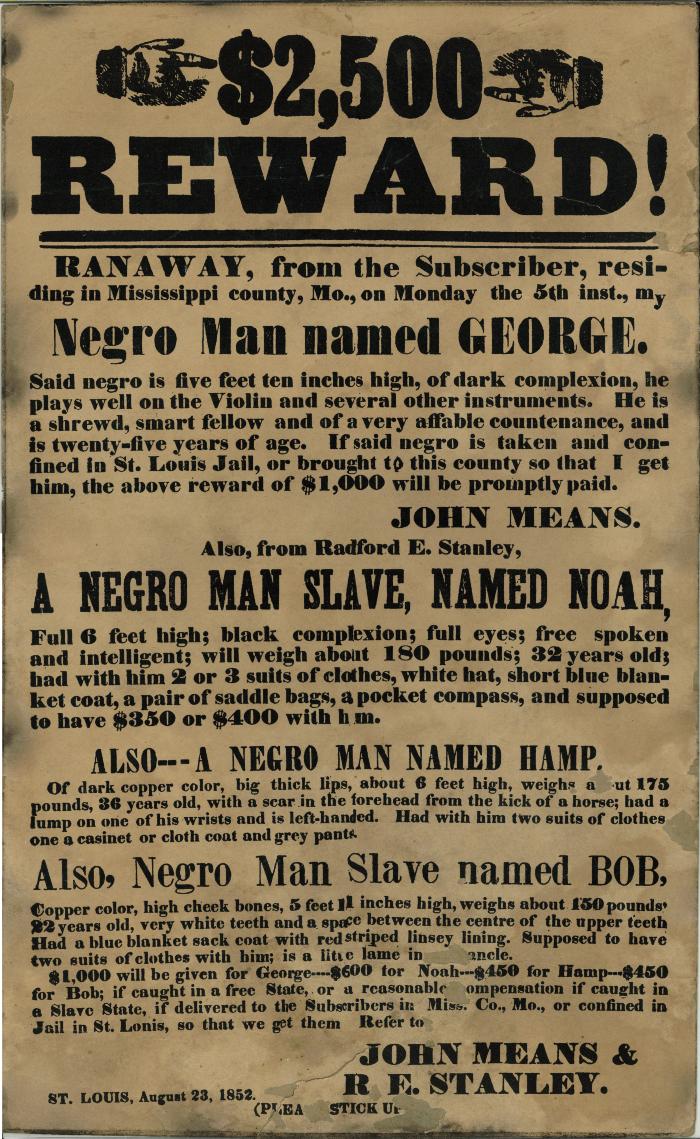 $2,500
REWARD!
RANAWAY, from the Subscriber, resi-
ding in Mississippi county, Mo., on Monday the 5th inst., my
Negro Man named GEORGE.
Said negro is five feet ten inches high, of dark complexion, he
plays well on the Violin and several other instruments. He is
a shrewd, smart fellow and of a very affable countenance, and
is twenty-five years of age. If said negro is taken and con-
fined in St. Louis Jail, or brought to this county so that I get
him, the above reward of $1,000 will be promptly paid.
JOHN MEANS.
Also, from Radford E. Stanley,
A NEGRO MAN SLAVE, NAMED NOAH,
Full 6 feet high; black complexion; full eyes; free spoken
and intelligent; will weigh about 180 pounds; 32 years old;
had with him 2 or 3 suits of clothes, white hat, short blue blan-
ket coat, a pair of saddle bags, a pocket compass, and supposed
to have $350 or $400 with h m.
ALSO---A NEGRO MAN NAMED HAMP.
Of dark copper color, big thick lips, about 6 feet high, weighs a ut 175
pounds, 36 years old, with a scar in the forehead from the kick of a horse; had a
lump on one of his wrists and is left-handed. Had with him two suits of clothes
one a casinet or cloth coat and grey pants.
Also, Negro Man Slave named BOB,
Copper color, high cheek bones, 5 feet 11 inches high, weighs about 150 pounds,
22 years old, very white teeth and a space between the centre of the upper teeth
Had a blue blanket sack coat with red striped linsey lining. Supposed to have
two suits of clothes with him; is a little lame in ancle.
$1,000 will be given for George----$600 for Noah---$450 for Hamp---$450
for Bob; if caught in a free State, or a reasonable ompensation if caught in
a Slave State, if delivered to the Subscribers in Miss. Co., Mo., or confined in
Jail in St. Lonis, so that we get them Refer to
JOHN MEANS &
R E. STANLEY.
ST. LOUIS, August 23, 1852.
(PLEA STICK UP